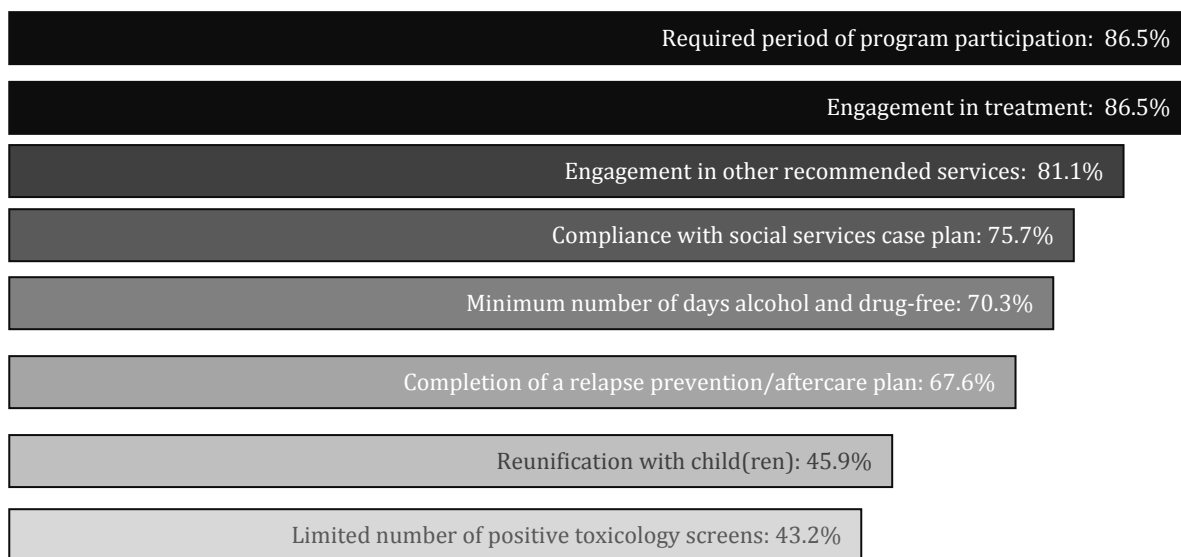 Required period of program participation: 86.5%
Engagement in treatment: 86.5%
Engagement in other recommended services: 81.1%
Compliance with social services case plan: 75.7%
Minimum number of days alcohol and drug-free: 70.3%
Completion of a relapse prevention/aftercare plan: 67.6%
Reunification with child(ren): 45.9%
Limited number of positive toxicology screens: 43.2%